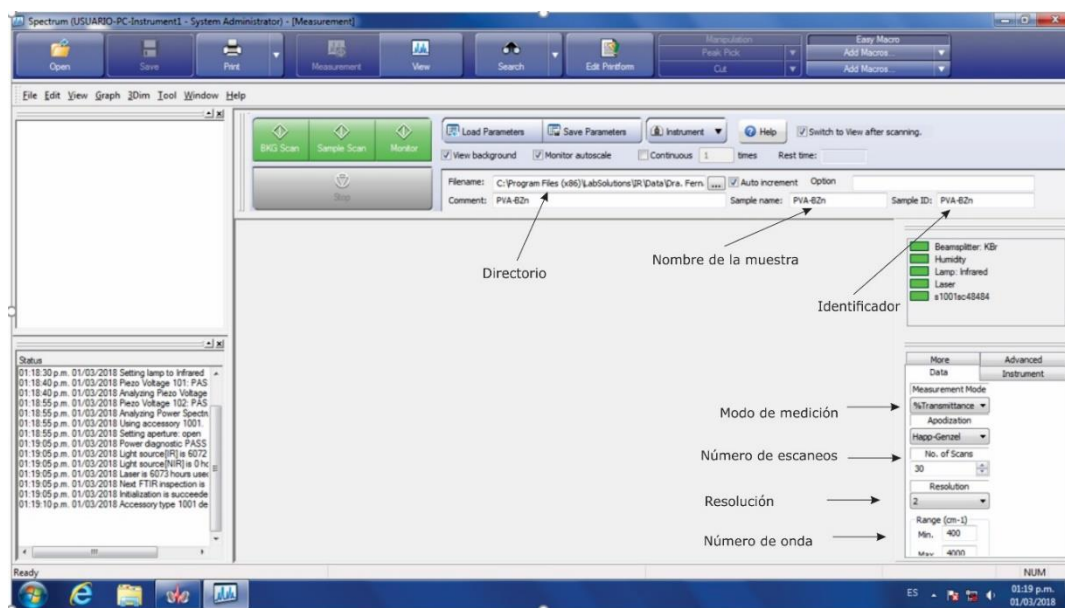 Spectrum (USUARIO-PC-Instrument1 - System Administrator) - [Measurement]
Open
Save
Print
Measurement
View
Search
Edit Printform
Manipulation
Peak Pick
Cut
Easy Macro
Add Macros...
Add Macros...
File Edit View Graph 3Dim Tool Window Help
BKG Scan
Sample Scan
Monitor
Stop
Load Parameters
Save Parameters
Instrument
Help
Switch to View after scanning.
View background
Monitor autoscale
Continuous 1 times Rest time:
Filename: C:\Program Files (x86)\LabSolutions\IR\Data\Dra. Fern ... Auto increment Option
Comment: PVA-BZn Sample name: PVA-BZn Sample ID: PVA-BZn
Directorio
Nombre de la muestra
Identificador
Beamsplitter: KBr
Humidity
Lamp: Infrared
Laser
s1001sc48484
Status
01:18:30 p.m. 01/03/2018 Setting lamp to Infrared
01:18:40 p.m. 01/03/2018 Piezo Voltage 101: PAS
01:18:40 p.m. 01/03/2018 Analyzing Piezo Voltage
01:18:55 p.m. 01/03/2018 Piezo Voltage 102: PAS
01:18:55 p.m. 01/03/2018 Analyzing Power Spectn
01:18:55 p.m. 01/03/2018 Using accessory 1001.
01:18:55 p.m. 01/03/2018 Setting aperture: open
01:19:05 p.m. 01/03/2018 Power diagnostic PASS
01:19:05 p.m. 01/03/2018 Light source[IR] is 6072
01:19:05 p.m. 01/03/2018 Light source[NIR] is 0 hc
01:19:05 p.m. 01/03/2018 Laser is 6073 hours used
01:19:05 p.m. 01/03/2018 Next FTIR inspection is
01:19:05 p.m. 01/03/2018 Initialization is succeede
01:19:10 p.m. 01/03/2018 Accessory type 1001 de
More
Advanced
Data
Instrument
Measurement Mode
%Transmittance
Apodization
Happ-Genzel
No. of Scans
30
Resolution
2
Range (cm-1)
Min. 400
Max. 4000
Modo de medición
Número de escaneos
Resolución
Número de onda
Ready
NUM
ES
01:19 p.m.
01/03/2018